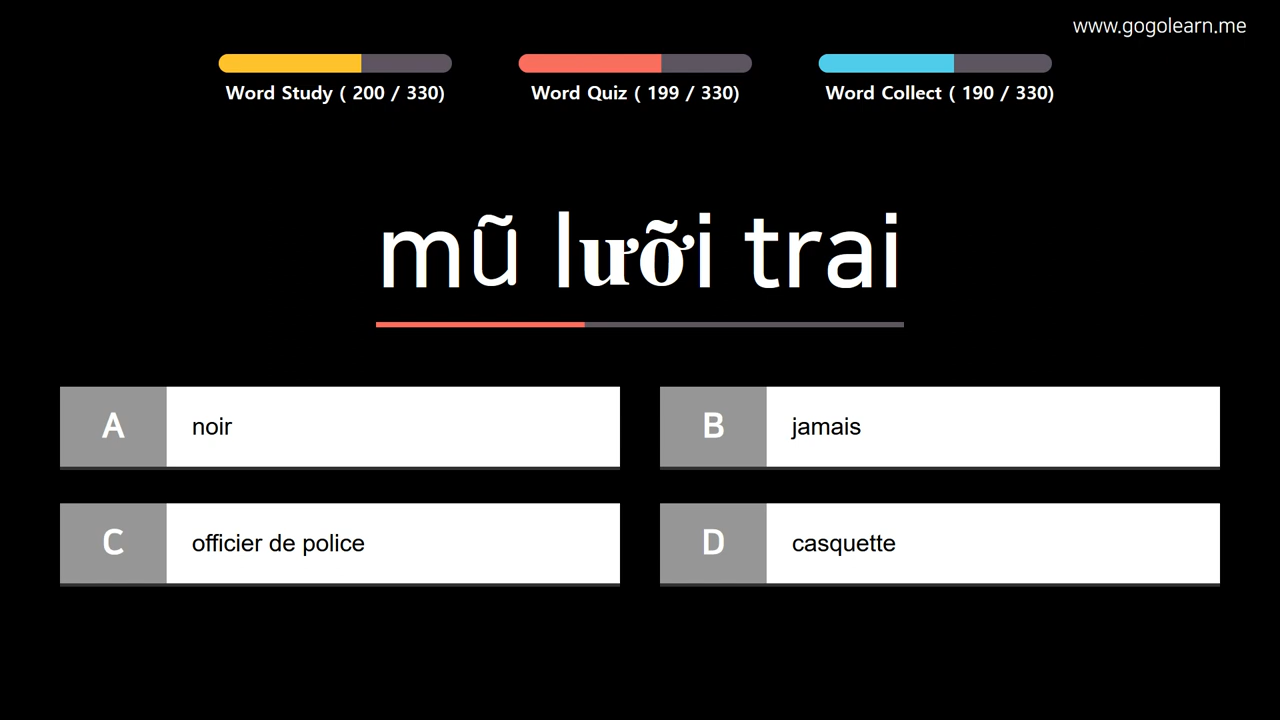 www.gogolearn.me
Word Study ( 200 / 330)
Word Quiz ( 199 / 330)
Word Collect ( 190 / 330)
mũ lưỡi trai
A noir
B jamais
C officier de police
D casquette